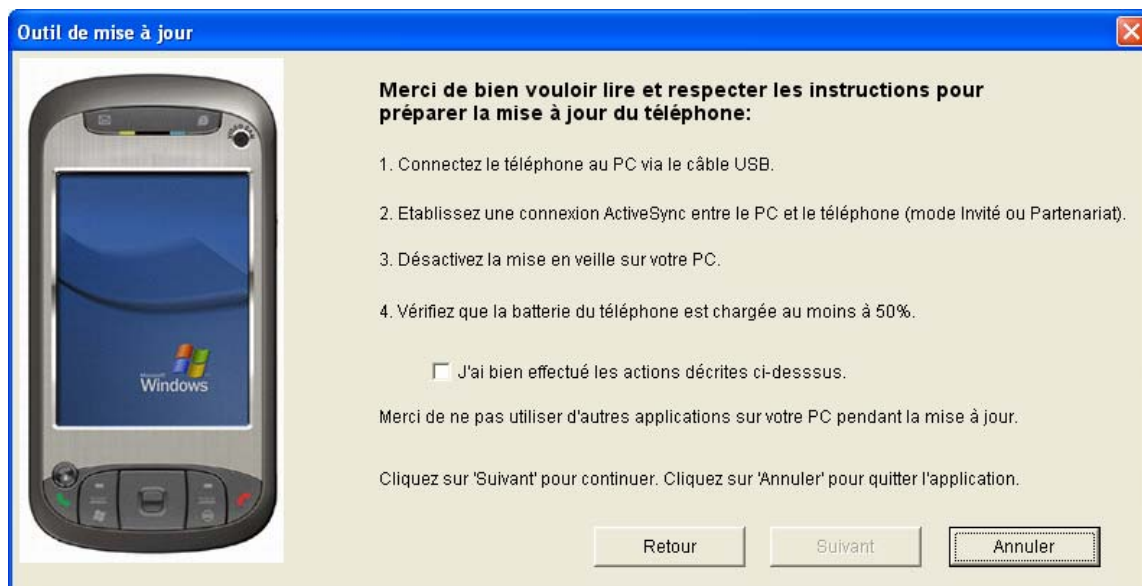 Outil de mise à jour
Merci de bien vouloir lire et respecter les instructions pour
préparer la mise à jour du téléphone:
1. Connectez le téléphone au PC via le câble USB.
2. Etablissez une connexion ActiveSync entre le PC et le téléphone (mode Invité ou Partenariat).
3. Désactivez la mise en veille sur votre PC.
4. Vérifiez que la batterie du téléphone est chargée au moins à 50%.
J'ai bien effectué les actions décrites ci-desssus.
Merci de ne pas utiliser d'autres applications sur votre PC pendant la mise à jour.
Cliquez sur 'Suivant' pour continuer. Cliquez sur 'Annuler' pour quitter l'application.
Retour
Suivant
Annuler
Windows